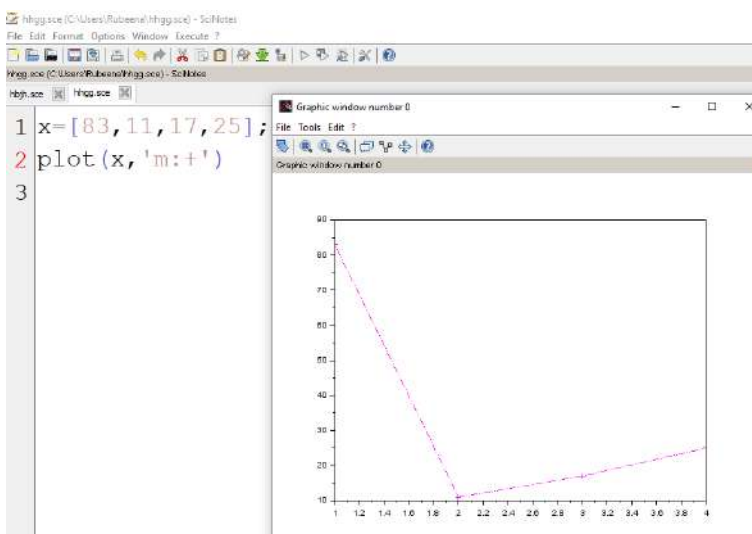 hhgg.sce (C:\Users\Rubeena\hhgg.sce) - SciNotes
File Edit Format Options Window Execute ?
hhgg.sce (C:\Users\Rubeena\hhgg.sce) - SciNotes
hbjh.sce hhgg.sce
1 x=[83,11,17,25];
2 plot(x,'m:+')
3
Graphic window number 0
File Tools Edit ?
Graphic window number 0
90
80
70
60
50
40
30
20
10
1 1.2 1.4 1.6 1.8 2 2.2 2.4 2.6 2.8 3 3.2 3.4 3.6 3.8 4